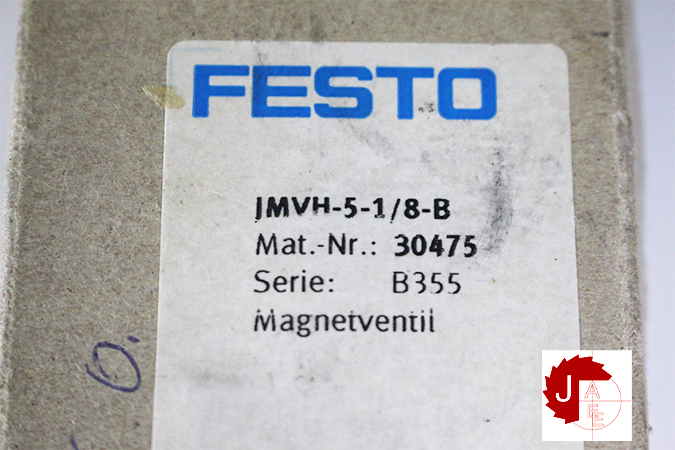 FESTO
JMVH-5-1/8-B
Mat.-Nr.: 30475
Serie: B355
Magnetventil
O.
J
A
E
E